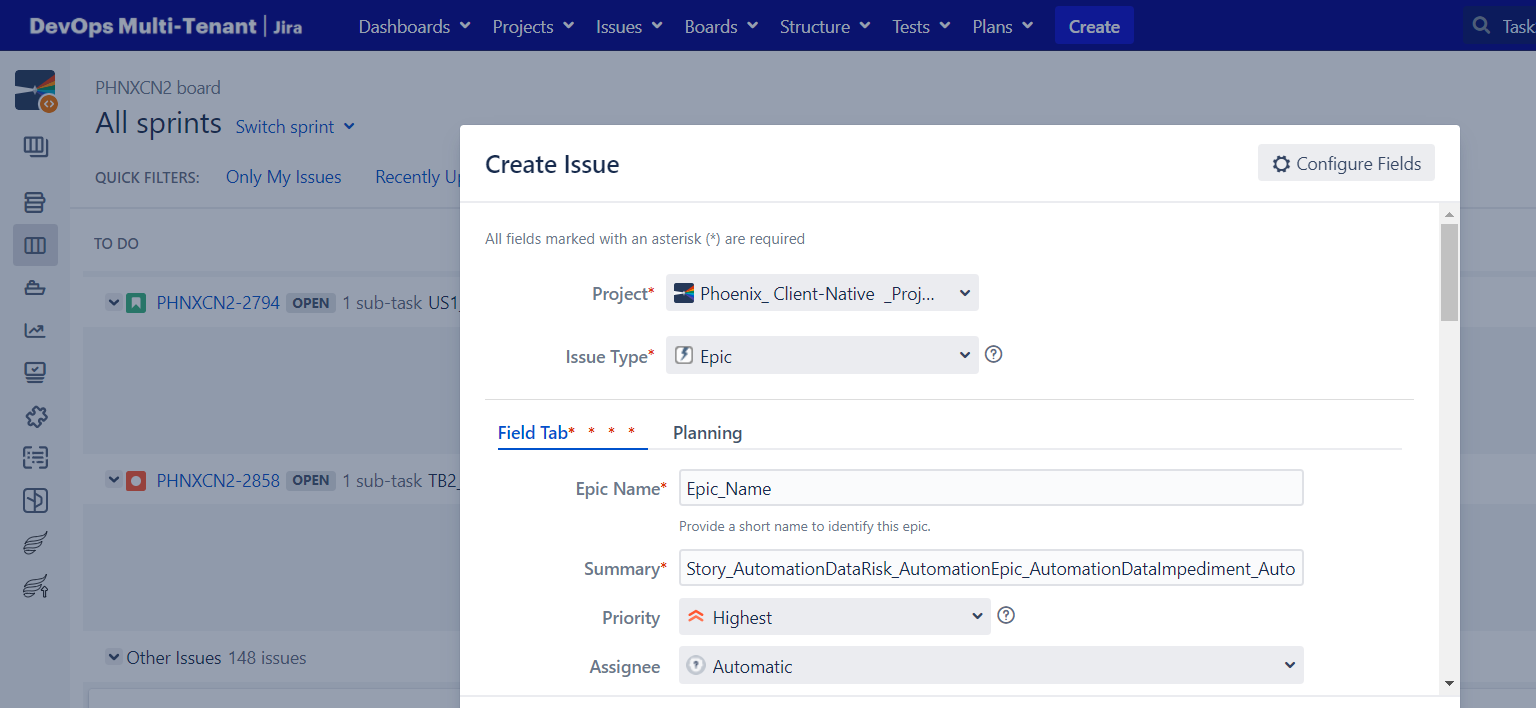 DevOps Multi-Tenant | Jira
Dashboards Projects Issues Boards Structure Tests Plans Create
PHNXCN2 board
All sprints Switch sprint
QUICK FILTERS: Only My Issues Recently
TO DO
PHNXCN2-2794 OPEN 1 sub-task
PHNXCN2-2858 OPEN 1 sub-task
Other Issues 148 issues
Create Issue
Configure Fields
All fields marked with an asterisk (*) are required
Project* Phoenix_ Client-Native _Proj...
Issue Type* Epic
Field Tab* * * * Planning
Epic Name* Epic_Name
Provide a short name to identify this epic.
Summary* Story_AutomationDataRisk_AutomationEpic_AutomationDataImpediment_Auto
Priority Highest
Assignee Automatic